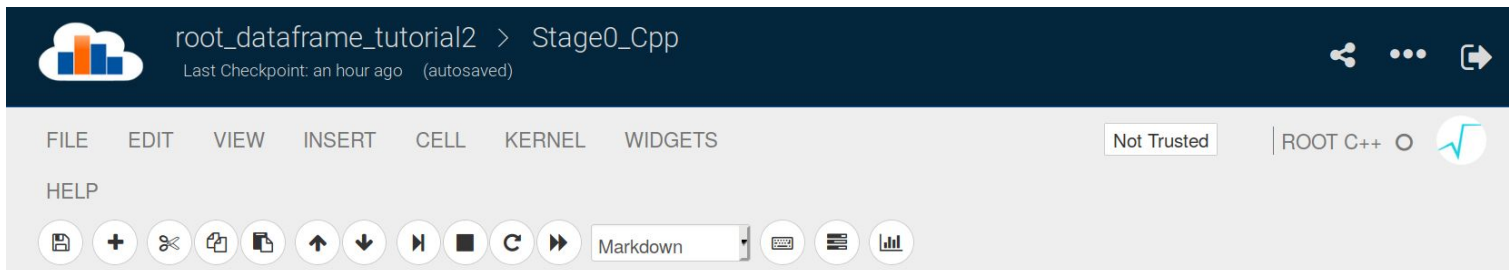 root_dataframe_tutorial2 > Stage0_Cpp
Last Checkpoint: an hour ago (autosaved)
FILE EDIT VIEW INSERT CELL KERNEL WIDGETS Not Trusted ROOT C++
HELP
Markdown